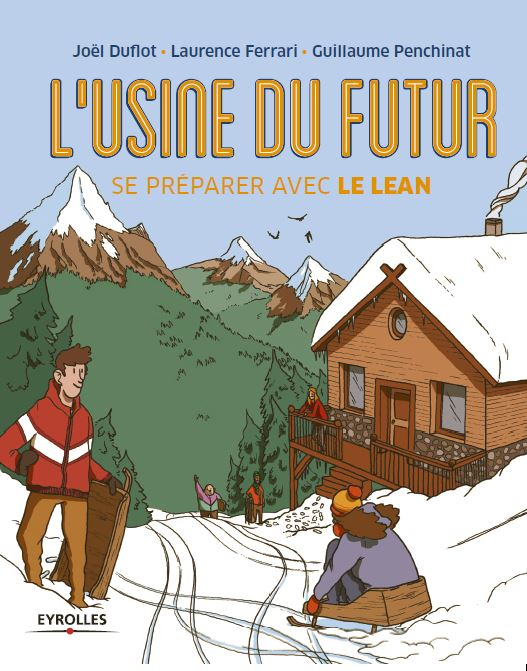 Joël Duflot • Laurence Ferrari • Guillaume Penchinat
L'USINE DU FUTUR
SE PRÉPARER AVEC LE LEAN
EYROLLES